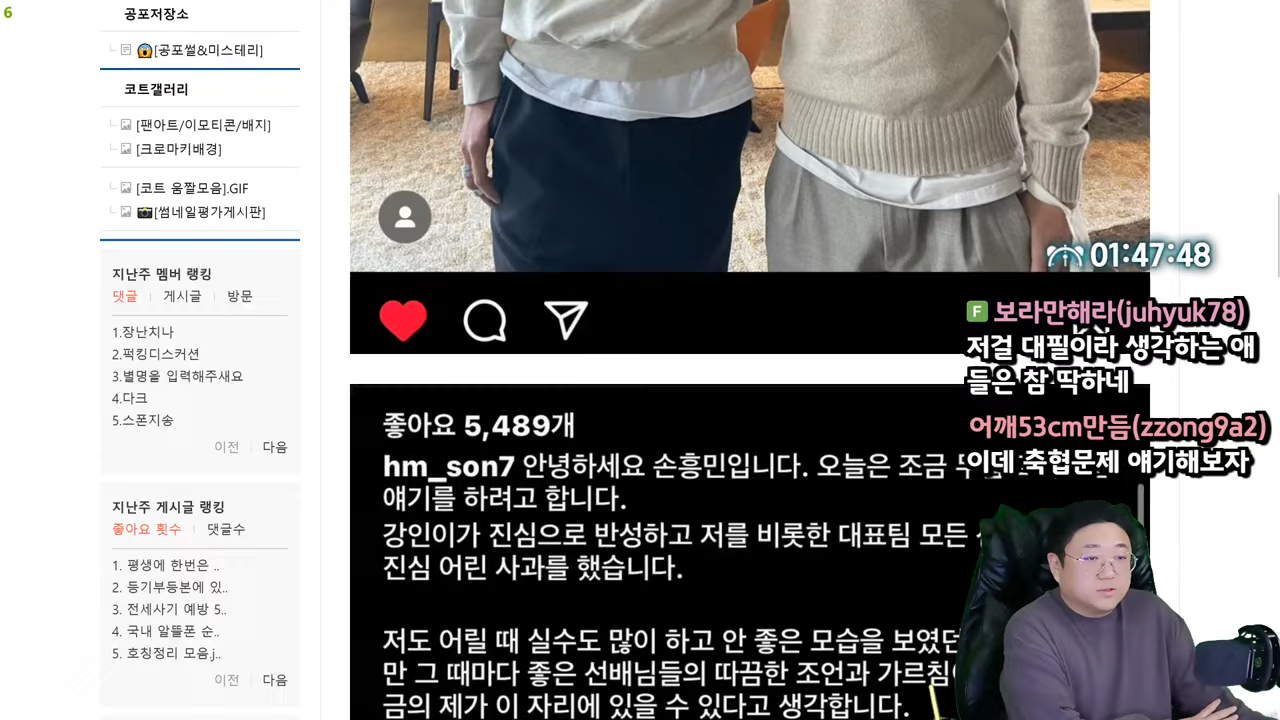 6
공포저장소
[공포썰&미스테리]
코트갤러리
[팬아트/이모티콘/배지]
[크로마키배경]
[코트 움짤모음].GIF
[썸네일평가게시판]
지난주 멤버 랭킹
댓글 게시글 방문
1.장난치나
2.퍽킹디스커션
3.별명을 입력해주새요
4.다크
5.스폰지송
이전 다음
지난주 게시글 랭킹
좋아요 횟수 댓글수
1. 평생에 한번은 ..
2. 등기부등본에 있..
3. 전세사기 예방 5..
4. 국내 알뜰폰 순..
5. 호칭정리 모음.j..
이전 다음
01:47:48
F 보라만해라(juhyuk78)
저걸 대필이라 생각하는 애
들은 참 딱하네
어깨53cm만듬(zzong9a2)
이데 축협문제 얘기해보자
좋아요 5,489개
hm_son7 안녕하세요 손흥민입니다. 오늘은 조금
얘기를 하려고 합니다.
강인이가 진심으로 반성하고 저를 비롯한 대표팀 모든
진심 어린 사과를 했습니다.
저도 어릴 때 실수도 많이 하고 안 좋은 모습을 보였던
만 그 때마다 좋은 선배님들의 따끔한 조언과 가르침
금의 제가 이 자리에 있을 수 있다고 생각합니다.